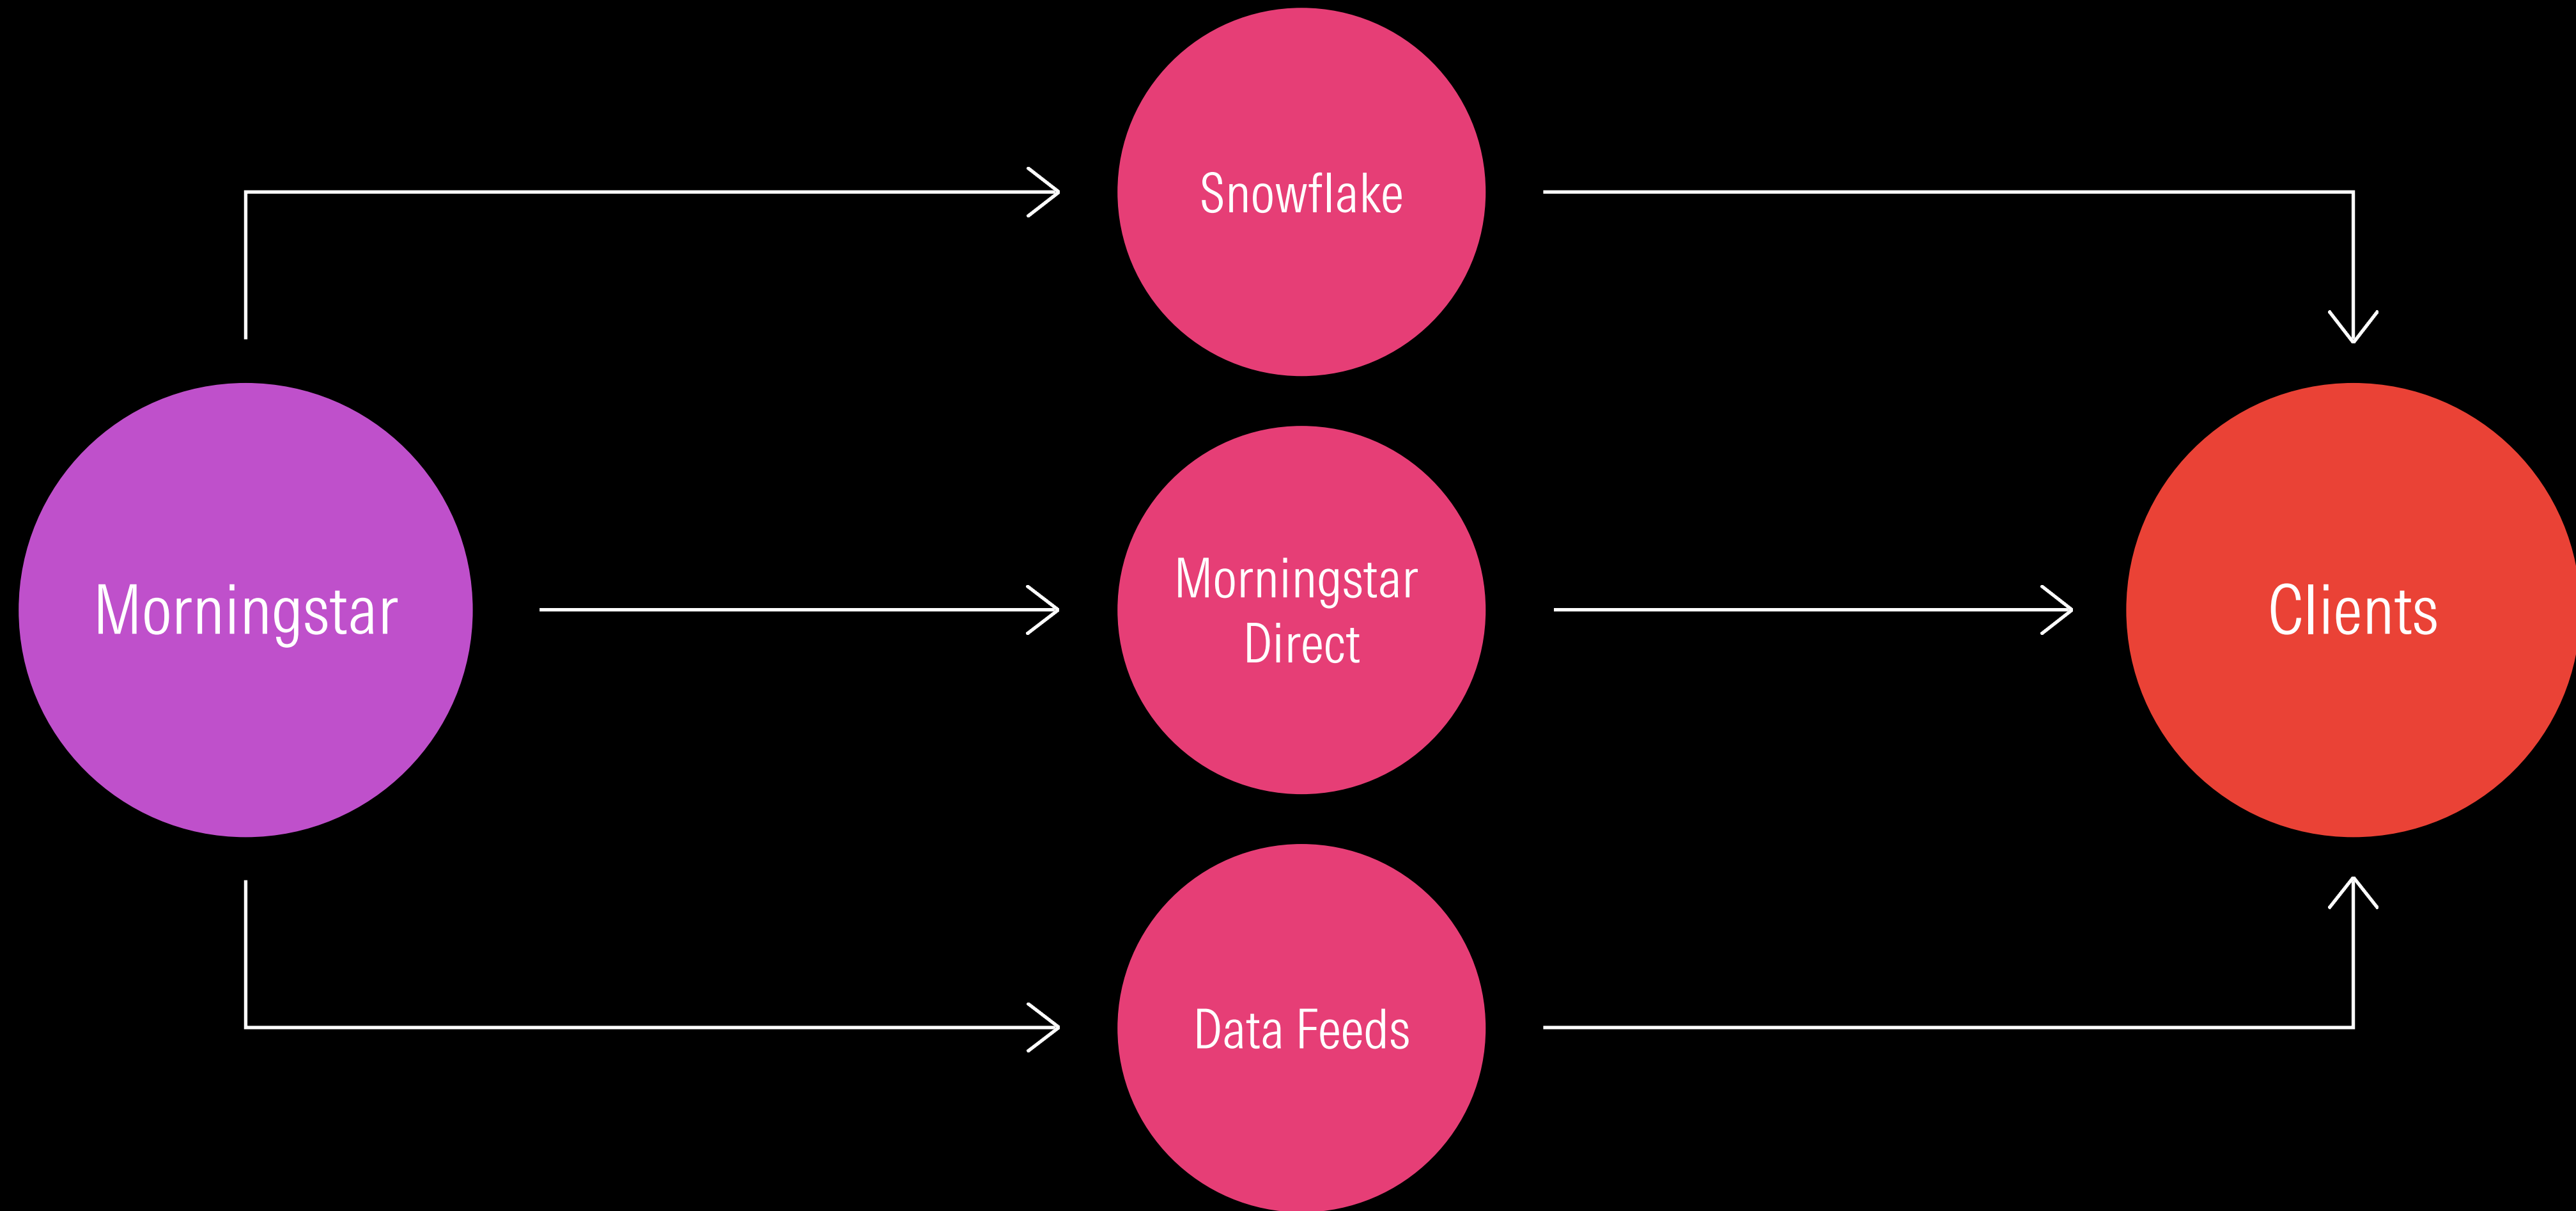 Snowflake
Morningstar
Morningstar
Direct
Clients
Data Feeds